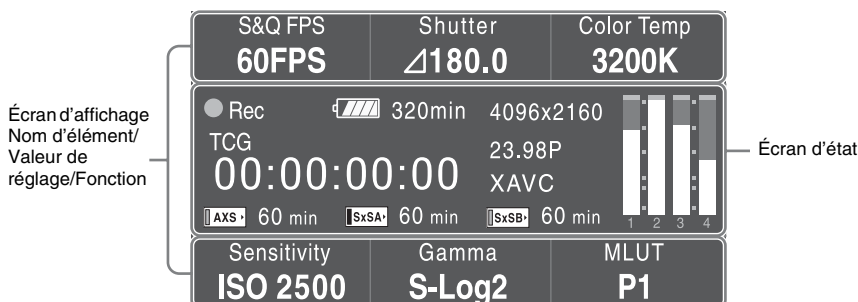 S&Q FPS Shutter Color Temp
60FPS ⊿180.0 3200K
Écran d'affichage
Nom d'élément/
Valeur de
réglage/Fonction
Rec 320min 4096x2160
TCG 23.98P
00:00:00:00 XAVC
AXS 60 min SxSA 60 min SxSB 60 min
1 2 3 4
Écran d'état
Sensitivity Gamma MLUT
ISO 2500 S-Log2 P1